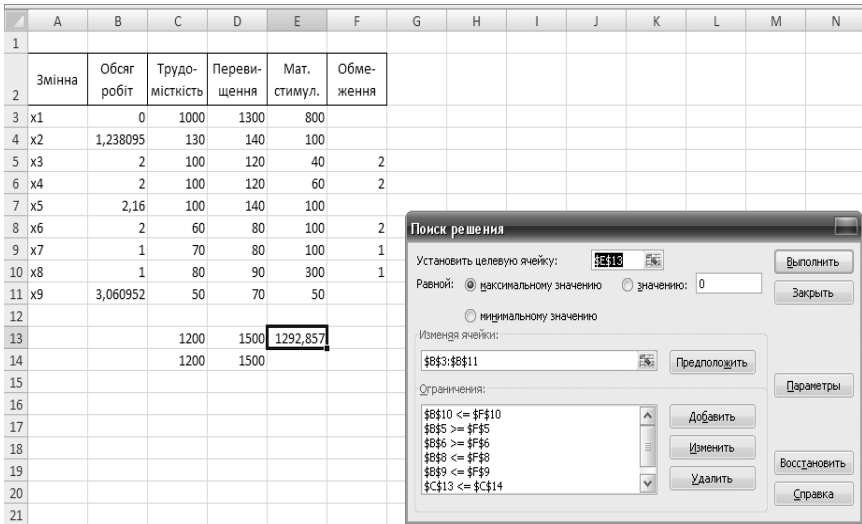 A B C D E F G H I J K L M N
1
2 Змінна Обсяг робіт Трудо-місткість Переви-щення Мат. стимул. Обме-ження
3 x1 0 1000 1300 800
4 x2 1,238095 130 140 100
5 x3 2 100 120 40 2
6 x4 2 100 120 60 2
7 x5 2,16 100 140 100
8 x6 2 60 80 100 2
9 x7 1 70 80 100 1
10 x8 1 80 90 300 1
11 x9 3,060952 50 70 50
12
13 1200 1500 1292,857
14 1200 1500
15
16
17
18
19
20
21
Поиск решения
Установить целевую ячейку: $E$13 Выполнить
Равной: максимальному значению значению: 0 Закрыть
минимальному значению
Изменяя ячейки:
$B$3:$B$11 Предположить
Параметры
Ограничения:
$B$10 <= $F$10 Добавить
$B$5 >= $F$5
$B$6 >= $F$6 Изменить
$B$8 <= $F$8 Восстановить
$B$9 <= $F$9 Удалить
$C$13 <= $C$14 Справка